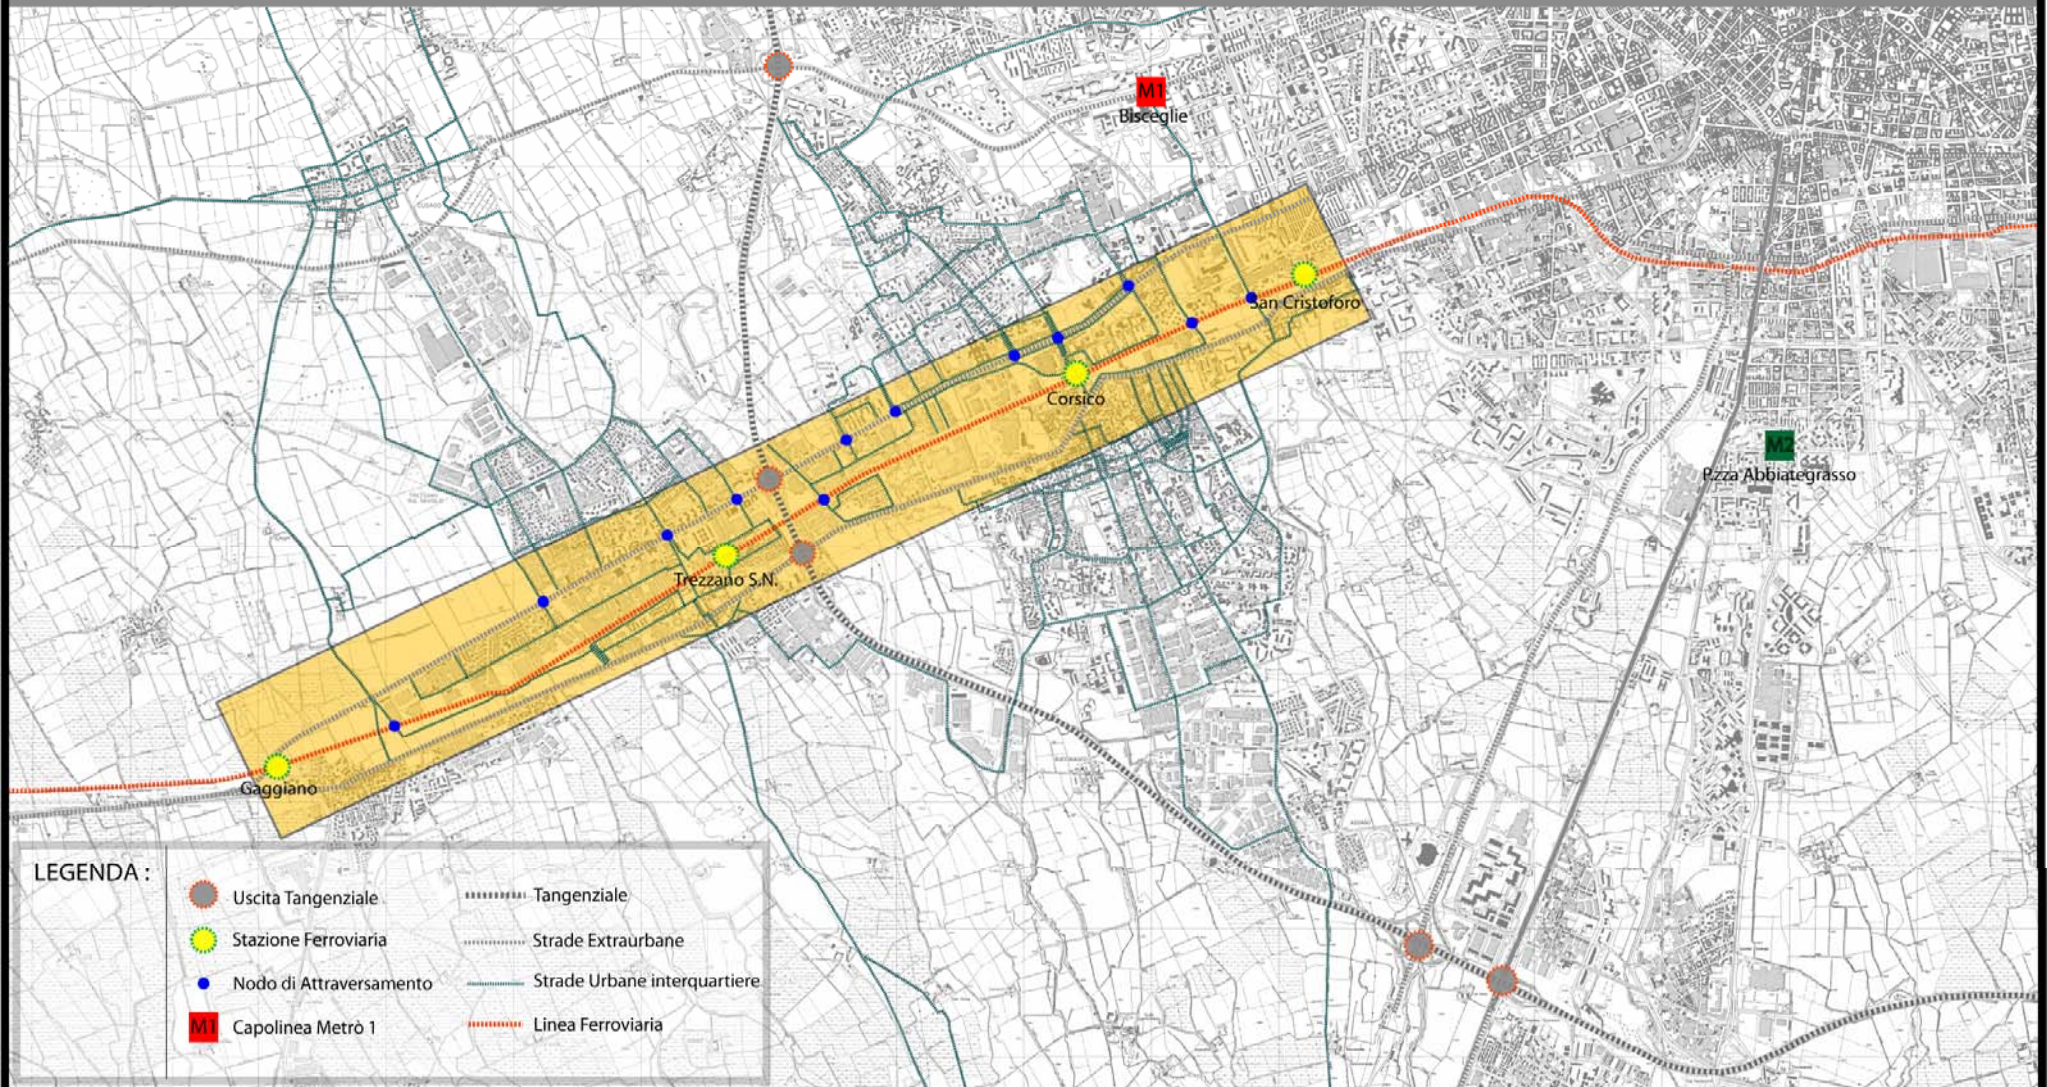 M1
Bisceglie
San Cristoforo
Corsico
M2
P.zza Abbiategrasso
Trezzano S.N.
Gaggiano
LEGENDA :
Uscita Tangenziale
Stazione Ferroviaria
Nodo di Attraversamento
M1 Capolinea Metrò 1
Tangenziale
Strade Extraurbane
Strade Urbane interquartiere
Linea Ferroviaria